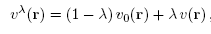 v^λ(r) = (1 − λ) v_0(r) + λ v(r) ,